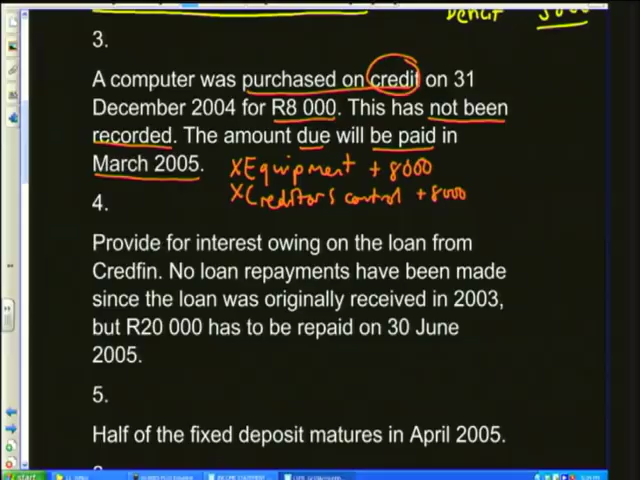 Deficit 3000
3.
A computer was purchased on credit on 31
December 2004 for R8 000. This has not been
recorded. The amount due will be paid in
March 2005.
XEquipment + 8000
XCreditors control + 8000
4.
Provide for interest owing on the loan from
Credfin. No loan repayments have been made
since the loan was originally received in 2003,
but R20 000 has to be repaid on 30 June
2005.
5.
Half of the fixed deposit matures in April 2005.
start